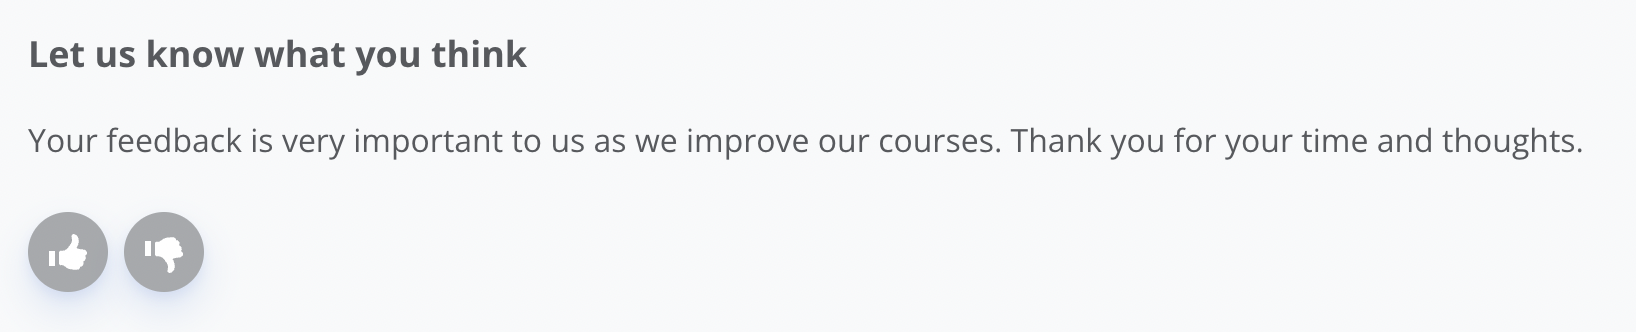 Let us know what you think
Your feedback is very important to us as we improve our courses. Thank you for your time and thoughts.